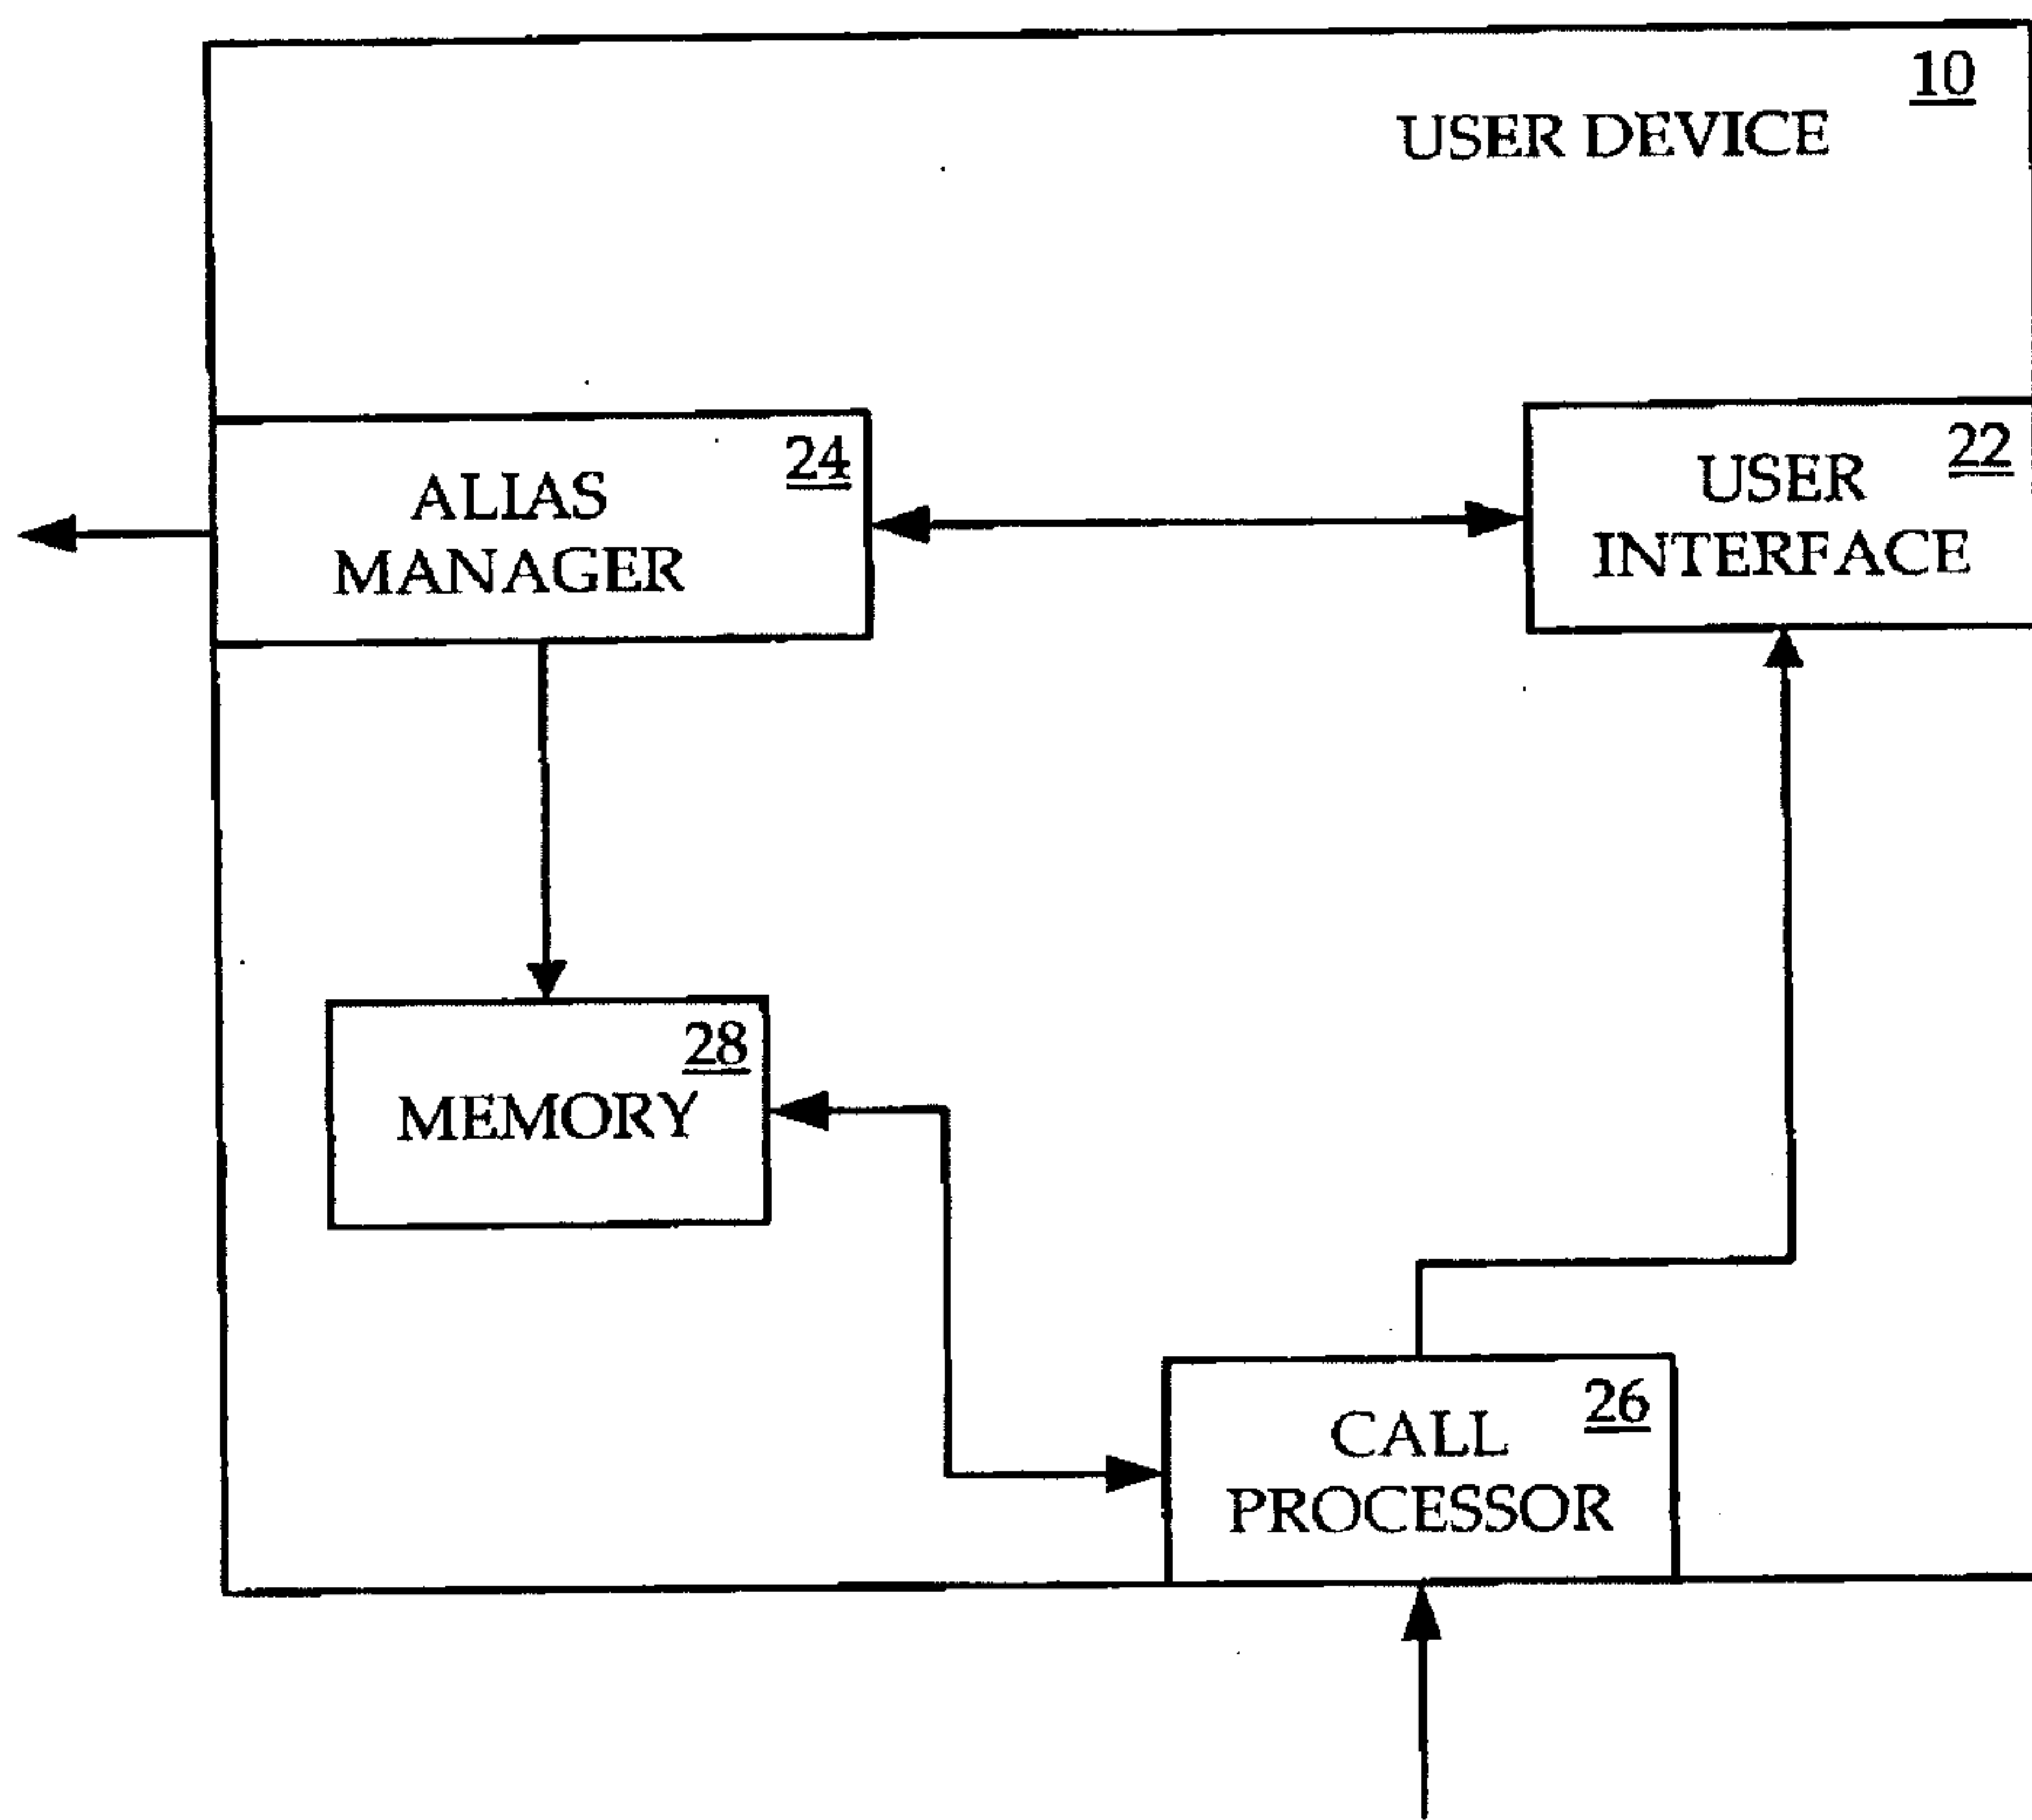 10
USER DEVICE
24
ALIAS
MANAGER
22
USER
INTERFACE
28
MEMORY
26
CALL
PROCESSOR